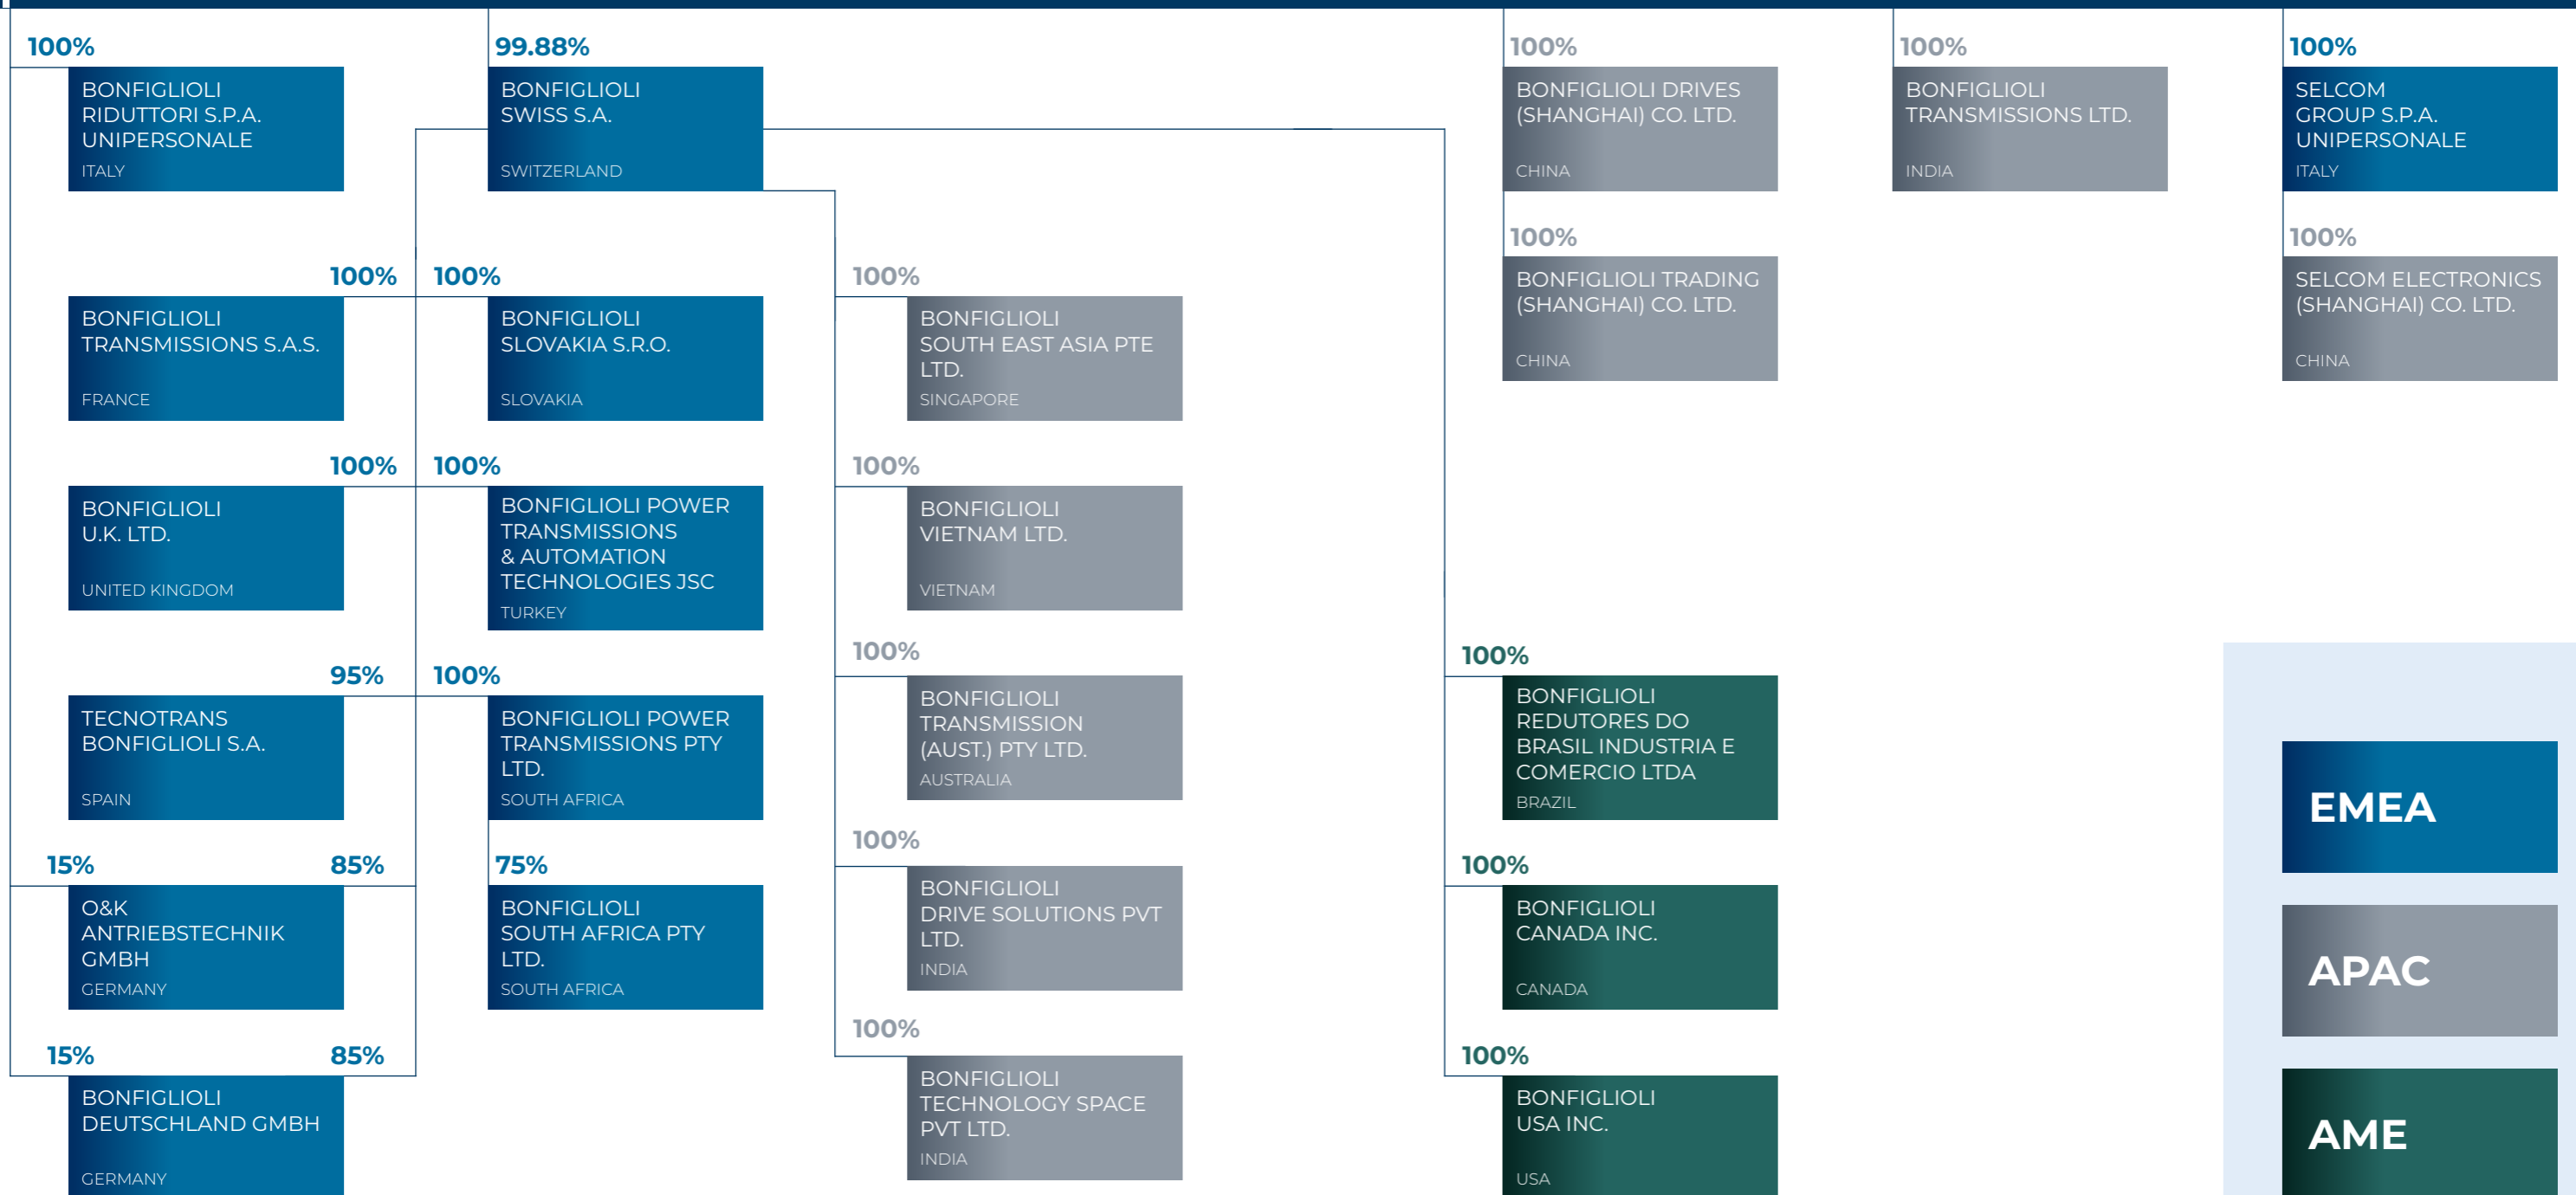 100%
BONFIGLIOLI
RIDUTTORI S.P.A.
UNIPERSONALE
ITALY
99.88%
BONFIGLIOLI
SWISS S.A.
SWITZERLAND
100%
BONFIGLIOLI DRIVES
(SHANGHAI) CO. LTD.
CHINA
100%
BONFIGLIOLI
TRANSMISSIONS LTD.
INDIA
100%
SELCOM
GROUP S.P.A.
UNIPERSONALE
ITALY
100%
BONFIGLIOLI TRADING
(SHANGHAI) CO. LTD.
CHINA
100%
SELCOM ELECTRONICS
(SHANGHAI) CO. LTD.
CHINA
100%
BONFIGLIOLI
TRANSMISSIONS S.A.S.
FRANCE
100%
BONFIGLIOLI
SLOVAKIA S.R.O.
SLOVAKIA
100%
BONFIGLIOLI
SOUTH EAST ASIA PTE
LTD.
SINGAPORE
100%
BONFIGLIOLI
U.K. LTD.
UNITED KINGDOM
100%
BONFIGLIOLI POWER
TRANSMISSIONS
& AUTOMATION
TECHNOLOGIES JSC
TURKEY
100%
BONFIGLIOLI
VIETNAM LTD.
VIETNAM
95%
TECNOTRANS
BONFIGLIOLI S.A.
SPAIN
100%
BONFIGLIOLI POWER
TRANSMISSIONS PTY
LTD.
SOUTH AFRICA
100%
BONFIGLIOLI
TRANSMISSION
(AUST.) PTY LTD.
AUSTRALIA
100%
BONFIGLIOLI
REDUTORES DO
BRASIL INDUSTRIA E
COMERCIO LTDA
BRAZIL
15%
85%
O&K
ANTRIEBSTECHNIK
GMBH
GERMANY
75%
BONFIGLIOLI
SOUTH AFRICA PTY
LTD.
SOUTH AFRICA
100%
BONFIGLIOLI
DRIVE SOLUTIONS PVT
LTD.
INDIA
100%
BONFIGLIOLI
CANADA INC.
CANADA
15%
85%
BONFIGLIOLI
DEUTSCHLAND GMBH
GERMANY
100%
BONFIGLIOLI
TECHNOLOGY SPACE
PVT LTD.
INDIA
100%
BONFIGLIOLI
USA INC.
USA
EMEA
APAC
AME